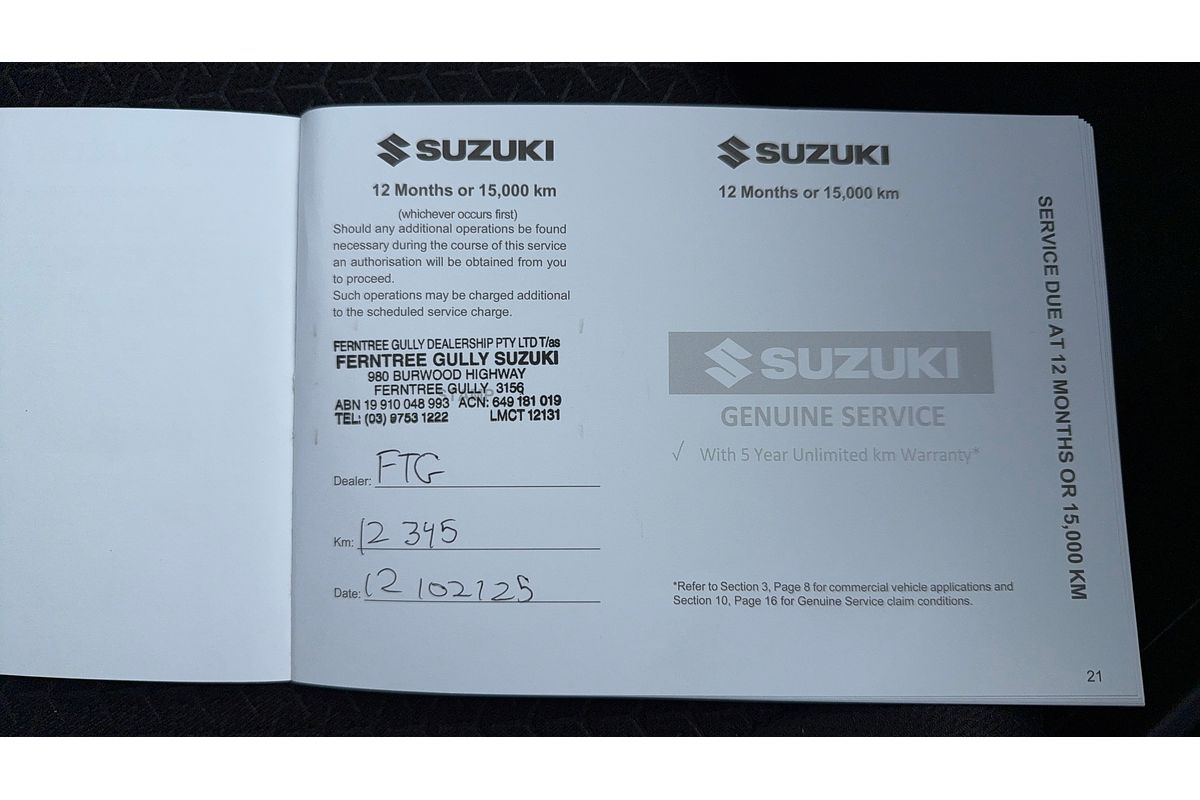 SUZUKI
12 Months or 15,000 km
(whichever occurs first)
Should any additional operations be found
necessary during the course of this service
an authorisation will be obtained from you
to proceed.
Such operations may be charged additional
to the scheduled service charge.
FERNTREE GULLY DEALERSHIP PTY LTD T/as
FERNTREE GULLY SUZUKI
980 BURWOOD HIGHWAY
FERNTREE GULLY 3156
ABN 19 910 048 993 ACN: 649 181 019
TEL: (03) 9753 1222 LMCT 12131
Dealer: FTG
Km: 12 345
Date: 12/02/25
SUZUKI
12 Months or 15,000 km
SUZUKI
GENUINE SERVICE
√ With 5 Year Unlimited km Warranty*
*Refer to Section 3, Page 8 for commercial vehicle applications and
Section 10, Page 16 for Genuine Service claim conditions.
SERVICE DUE AT 12 MONTHS OR 15,000 KM
21